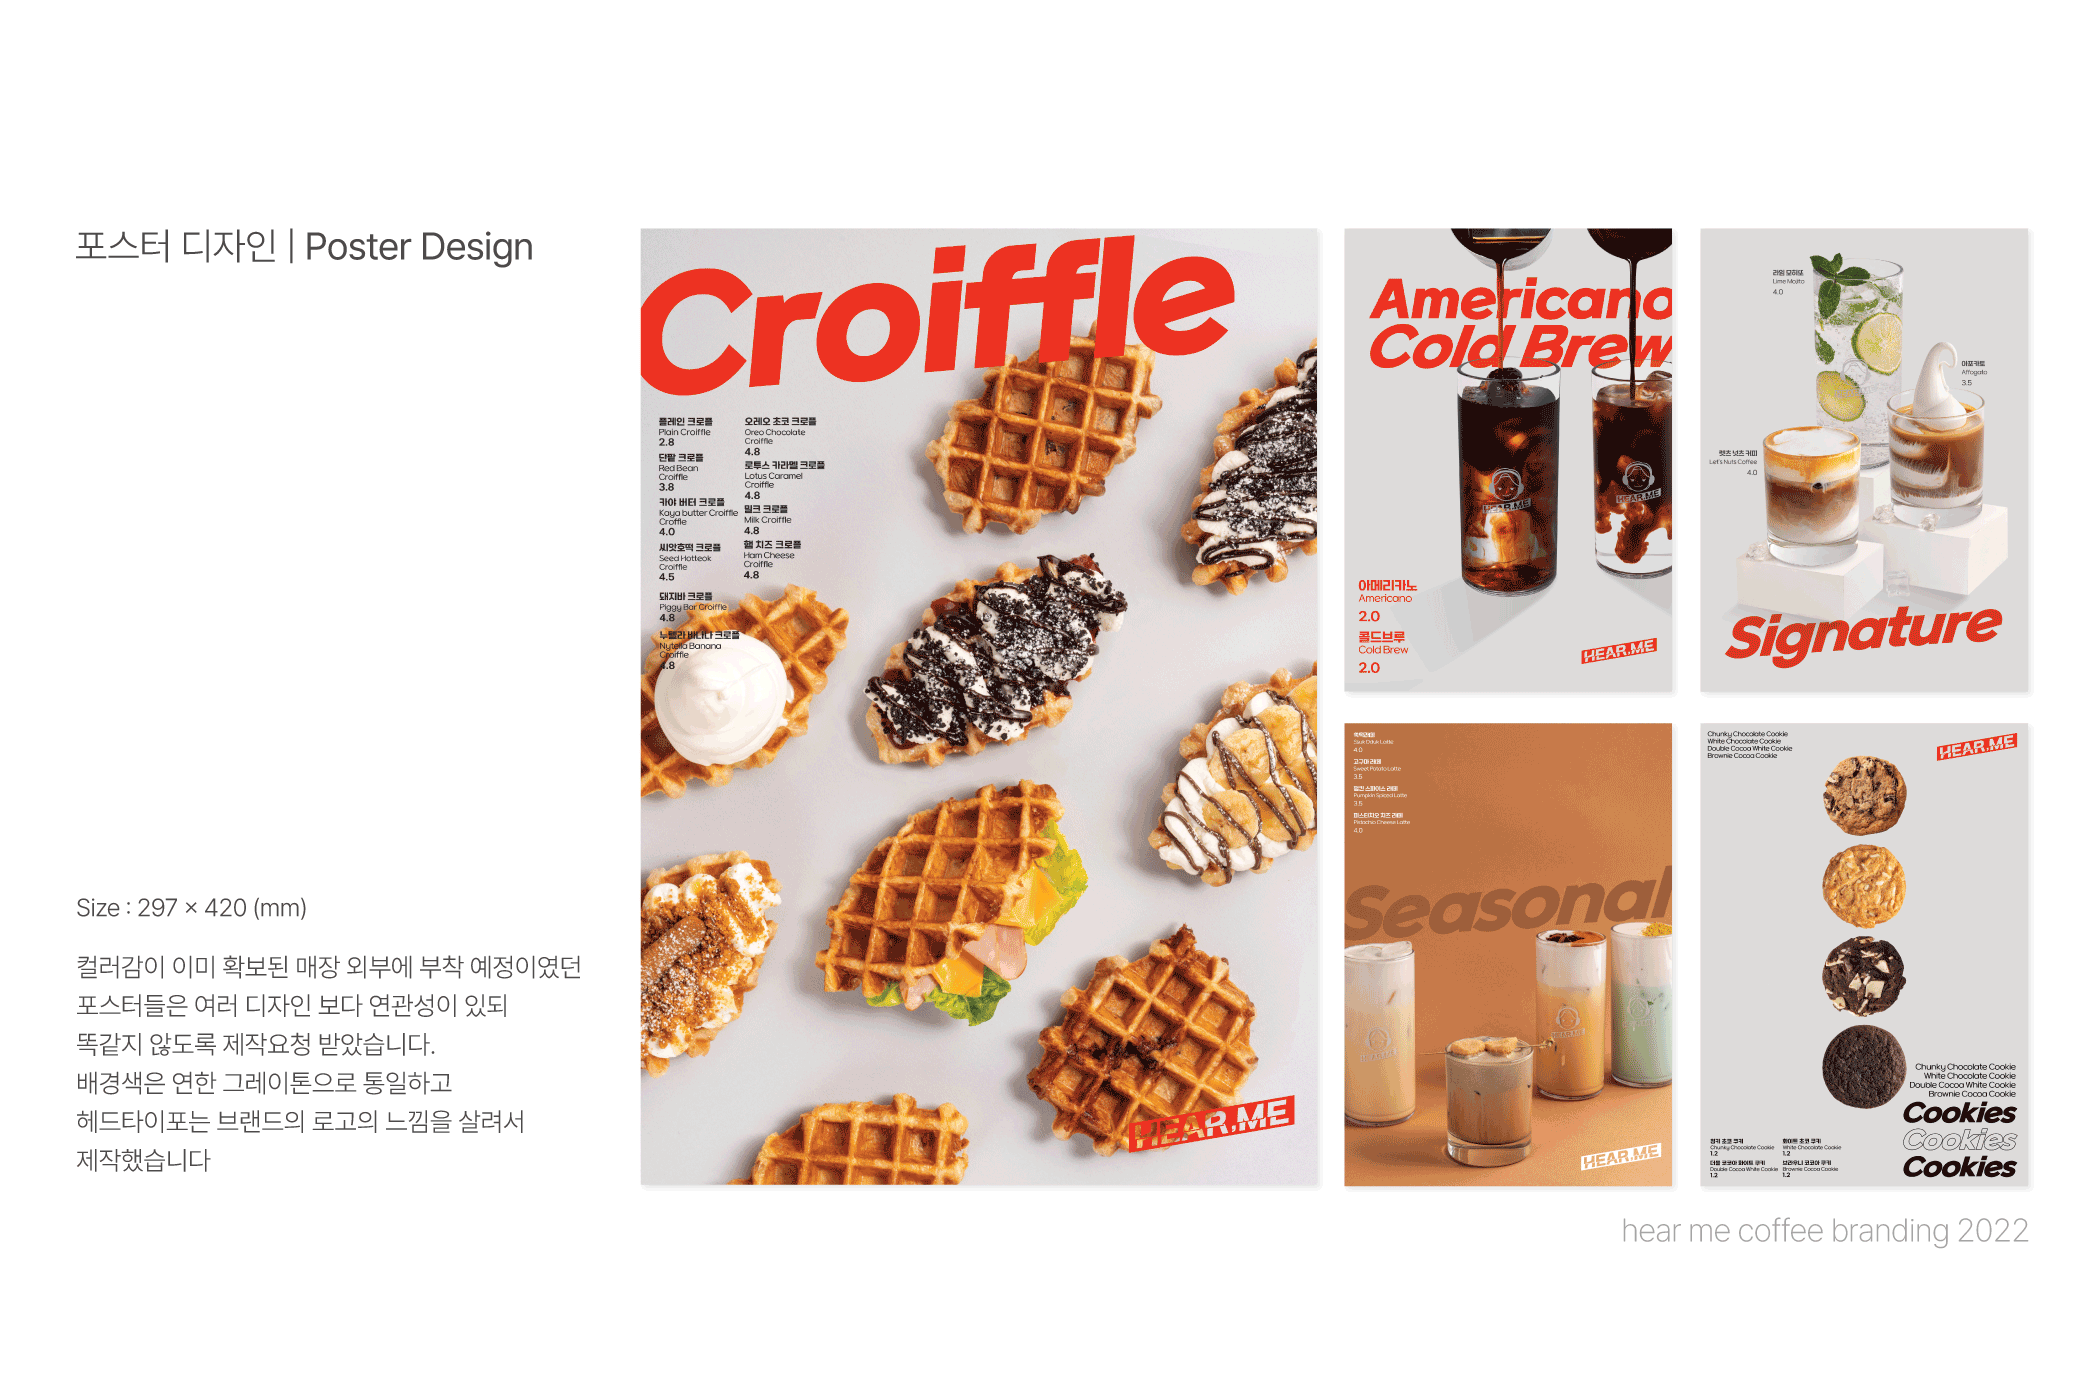 포스터 디자인 | Poster Design
Size : 297 × 420 (mm)
컬러감이 이미 확보된 매장 외부에 부착 예정이였던
포스터들은 여러 디자인 보다 연관성이 있되
똑같지 않도록 제작요청 받았습니다.
배경색은 연한 그레이톤으로 통일하고
헤드타이포는 브랜드의 로고의 느낌을 살려서
제작했습니다
Croiffle
플레인 크로플
Plain Croiffle
2.8
단팥 크로플
Red Bean
Croiffle
3.8
카야 버터 크로플
Kaya butter Croiffle
Croffle
4.0
씨앗호떡 크로플
Seed Hotteok
Croiffle
4.5
돼지바 크로플
Piggy Bar Croiffle
4.8
누텔라 바나나 크로플
Nytella Banana
Croiffle
4.8
오레오 초코 크로플
Oreo Chocolate
Croiffle
4.8
로투스 카라멜 크로플
Lotus Caramel
Croiffle
4.8
밀크 크로플
Milk Croiffle
4.8
햄 치즈 크로플
Ham Cheese
Croiffle
4.8
HEAR.ME
Americano
Cold Brew
HEAR.ME
HEAR.ME
아메리카노
Americano
2.0
콜드브루
Cold Brew
2.0
HEAR.ME
라임 모히또
Lime Mojito
4.0
어포카토
Affogato
3.5
렛츠 넛츠 커피
Let's Nuts Coffee
4.0
Signature
쑥떡라떼
Tsuk Dduk Latte
4.0
고구마 라떼
Sweet Potato Latte
3.5
펌킨 스파이스 라떼
Pumpkin Spiced Latte
3.5
피스타치오 치즈 라떼
Pistachio Cheese Latte
4.0
Seasonal
HEAR.ME
HEAR.ME
HEAR.ME
Chunky Chocolate Cookie
White Chocolate Cookie
Double Cocoa White Cookie
Brownie Cocoa Cookie
HEAR.ME
Chunky Chocolate Cookie
White Chocolate Cookie
Double Cocoa White Cookie
Brownie Cocoa Cookie
Cookies
Cookies
Cookies
청키 초코 쿠키
Chunky Chocolate Cookie
1.2
더블 코코아 화이트 쿠키
Double Cocoa White Cookie
1.2
화이트 초코 쿠키
White Chocolate Cookie
1.2
브라우니 코코아 쿠키
Brownie Cocoa Cookie
1.2
hear me coffee branding 2022